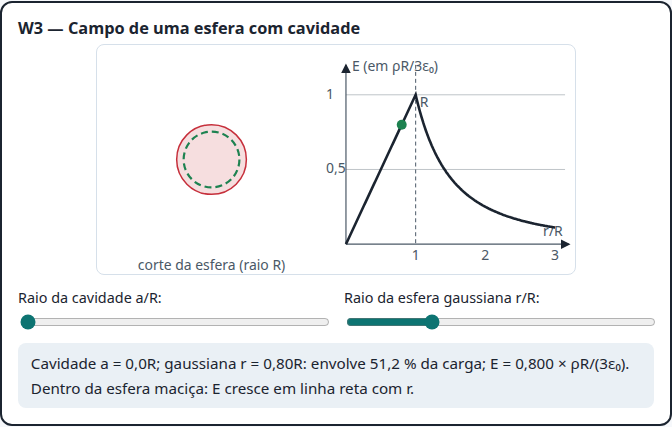 W3 — Campo de uma esfera com cavidade
E (em ρR/3ε₀)
1
R
0,5
r/R
1 2 3
corte da esfera (raio R)
Raio da cavidade a/R:
Raio da esfera gaussiana r/R:
Cavidade a = 0,0R; gaussiana r = 0,80R: envolve 51,2 % da carga; E = 0,800 × ρR/(3ε₀).
Dentro da esfera maciça: E cresce em linha reta com r.